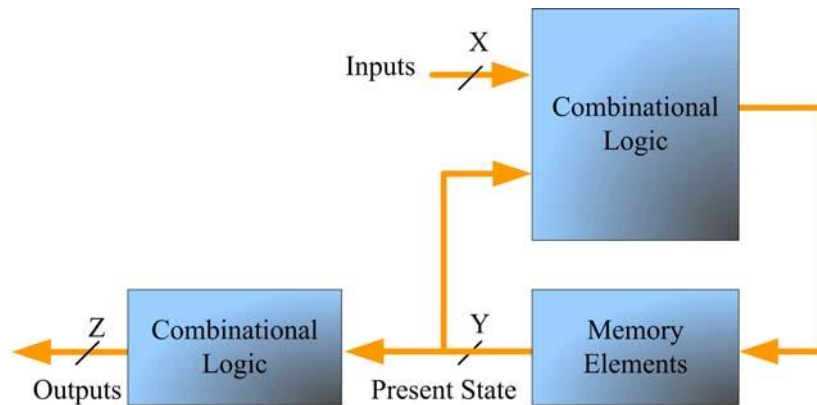 X
Inputs
Combinational
Logic
Z
Outputs
Combinational
Logic
Y
Present State
Memory
Elements